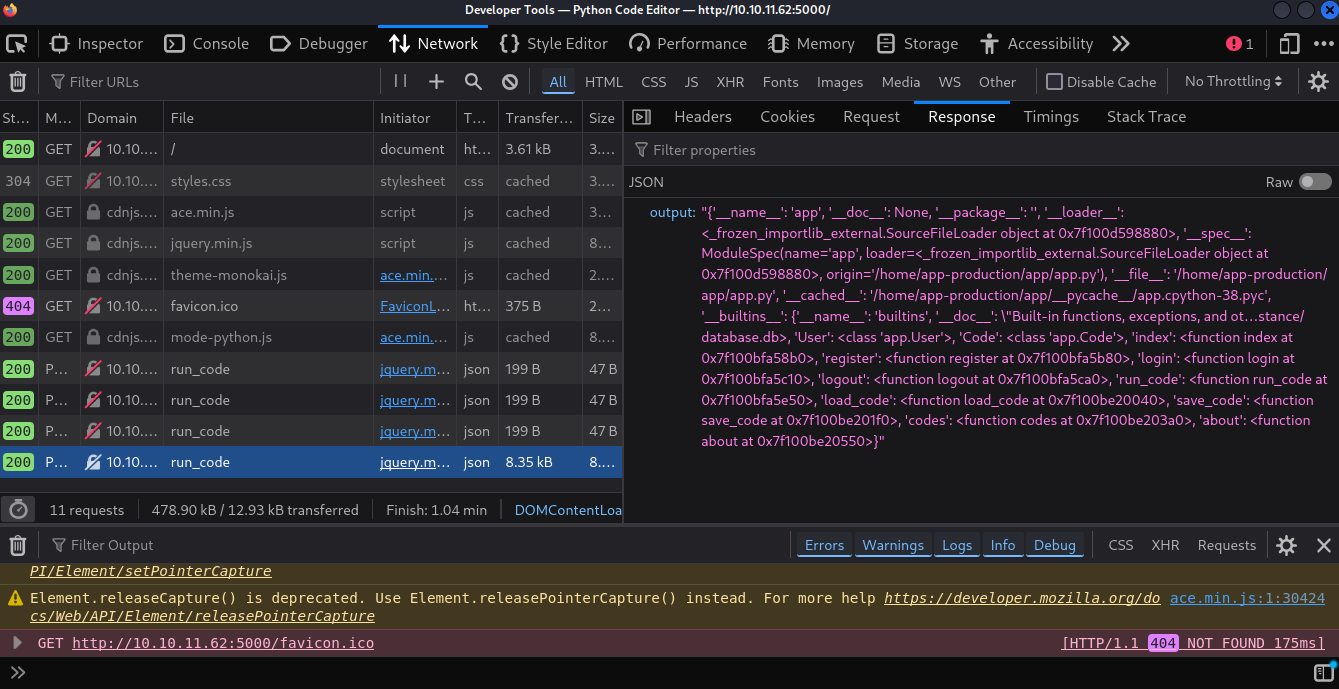 Developer Tools — Python Code Editor — http://10.10.11.62:5000/
Inspector Console Debugger Network Style Editor Performance Memory Storage Accessibility 1
Filter URLs All HTML CSS JS XHR Fonts Images Media WS Other Disable Cache No Throttling
St... M... Domain File Initiator T... Transfer... Size
200 GET 10.10.... / document ht... 3.61 kB 3....
304 GET 10.10.... styles.css stylesheet css cached 3....
200 GET cdnjs.... ace.min.js script js cached 3...
200 GET cdnjs.... jquery.min.js script js cached 8...
200 GET cdnjs.... theme-monokai.js ace.min.... js cached 2....
404 GET 10.10.... favicon.ico FaviconL... ht... 375 B 2...
200 GET cdnjs.... mode-python.js ace.min.... js cached 8....
200 P... 10.10.... run_code jquery.m... json 199 B 47 B
200 P... 10.10.... run_code jquery.m... json 199 B 47 B
200 P... 10.10.... run_code jquery.m... json 199 B 47 B
200 P... 10.10.... run_code jquery.m... json 8.35 kB 8....
11 requests 478.90 kB / 12.93 kB transferred Finish: 1.04 min DOMContentLoa
Headers Cookies Request Response Timings Stack Trace
Filter properties
JSON Raw
output: "{'__name__': 'app', '__doc__': None, '__package__': '', '__loader__':
<_frozen_importlib_external.SourceFileLoader object at 0x7f100d598880>, '__spec__':
ModuleSpec(name='app', loader=<_frozen_importlib_external.SourceFileLoader object at
0x7f100d598880>, origin='/home/app-production/app/app.py'), '__file__': '/home/app-production/
app/app.py', '__cached__': '/home/app-production/app/__pycache__/app.cpython-38.pyc',
'__builtins__': {'__name__': 'builtins', '__doc__': \"Built-in functions, exceptions, and ot…stance/
database.db>, 'User': <class 'app.User'>, 'Code': <class 'app.Code'>, 'index': <function index at
0x7f100bfa58b0>, 'register': <function register at 0x7f100bfa5b80>, 'login': <function login at
0x7f100bfa5c10>, 'logout': <function logout at 0x7f100bfa5ca0>, 'run_code': <function run_code at
0x7f100bfa5e50>, 'load_code': <function load_code at 0x7f100be20040>, 'save_code': <function
save_code at 0x7f100be201f0>, 'codes': <function codes at 0x7f100be203a0>, 'about': <function
about at 0x7f100be20550>}"
Filter Output Errors Warnings Logs Info Debug CSS XHR Requests
PI/Element/setPointerCapture
Element.releaseCapture() is deprecated. Use Element.releasePointerCapture() instead. For more help https://developer.mozilla.org/do ace.min.js:1:30424
cs/Web/API/Element/releasePointerCapture
GET http://10.10.11.62:5000/favicon.ico [HTTP/1.1 404 NOT FOUND 175ms]